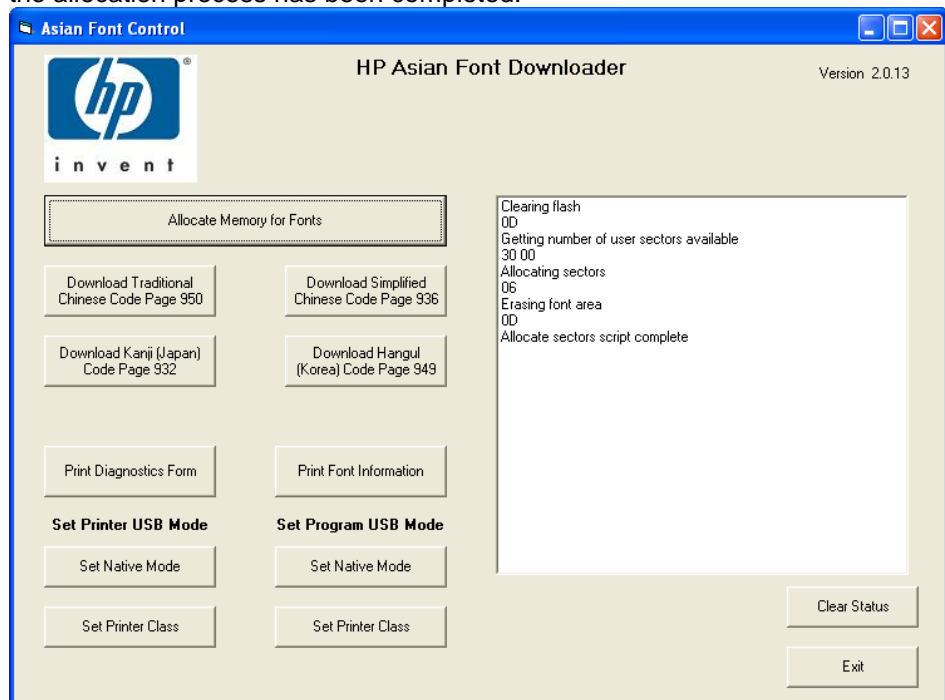 the allocation process has been completed.
Asian Font Control
hp
®
invent
HP Asian Font Downloader
Version 2.0.13
Allocate Memory for Fonts
Download Traditional
Chinese Code Page 950
Download Simplified
Chinese Code Page 936
Download Kanji (Japan)
Code Page 932
Download Hangul
(Korea) Code Page 949
Print Diagnostics Form
Print Font Information
Set Printer USB Mode
Set Program USB Mode
Set Native Mode
Set Native Mode
Set Printer Class
Set Printer Class
Clearing flash
0D
Getting number of user sectors available
30 00
Allocating sectors
06
Erasing font area
0D
Allocate sectors script complete
Clear Status
Exit